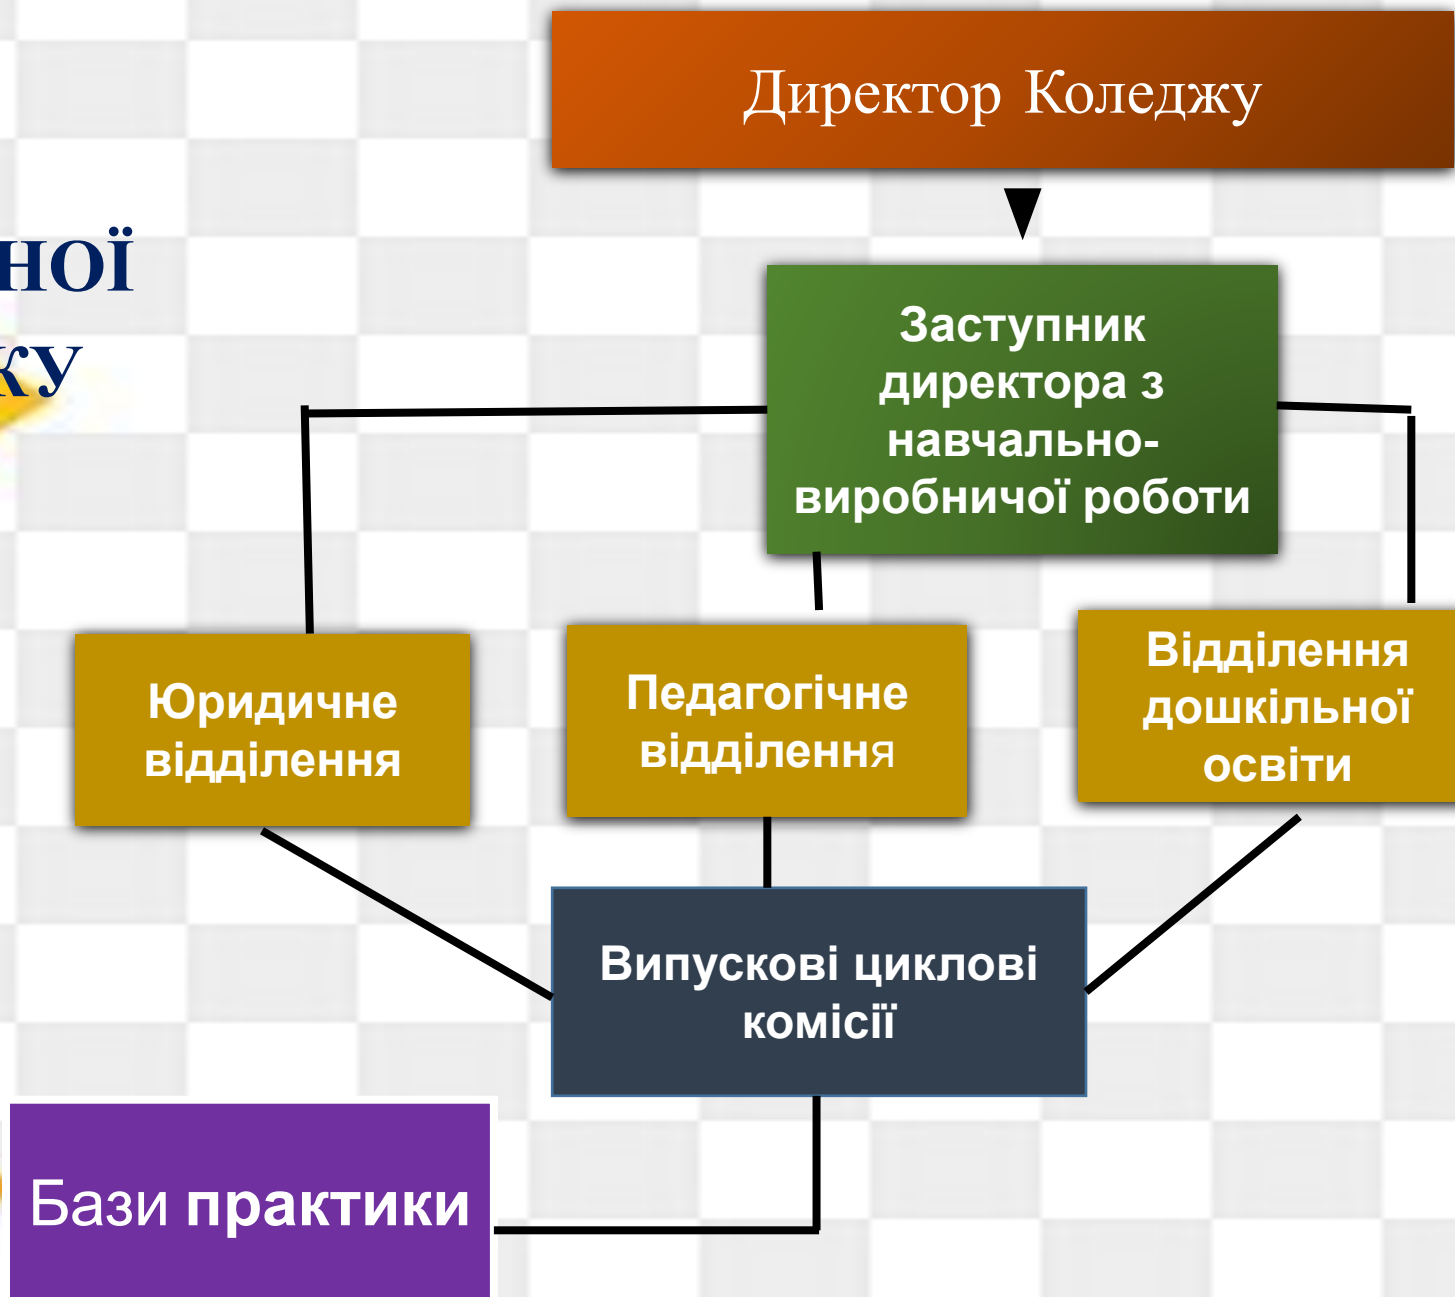 Директор Коледжу
НОЇ
КУ
Заступник
директора з
навчально-
виробничої роботи
Юридичне
відділення
Педагогічне
відділення
Відділення
дошкільної
освіти
Випускові циклові
комісії
Бази практики